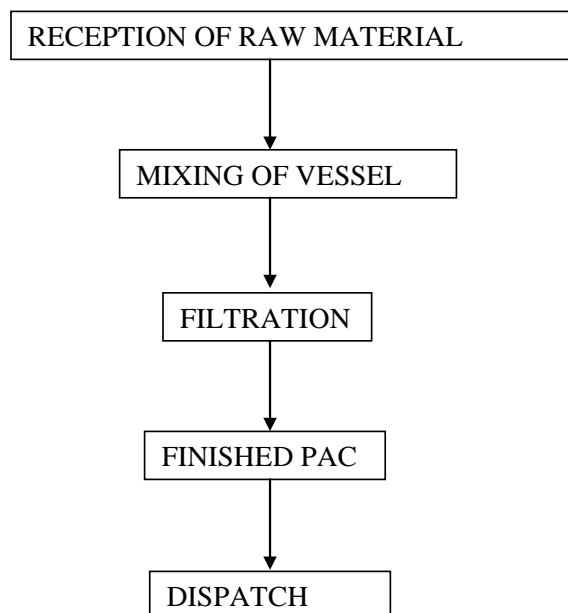 RECEPTION OF RAW MATERIAL
MIXING OF VESSEL
FILTRATION
FINISHED PAC
DISPATCH